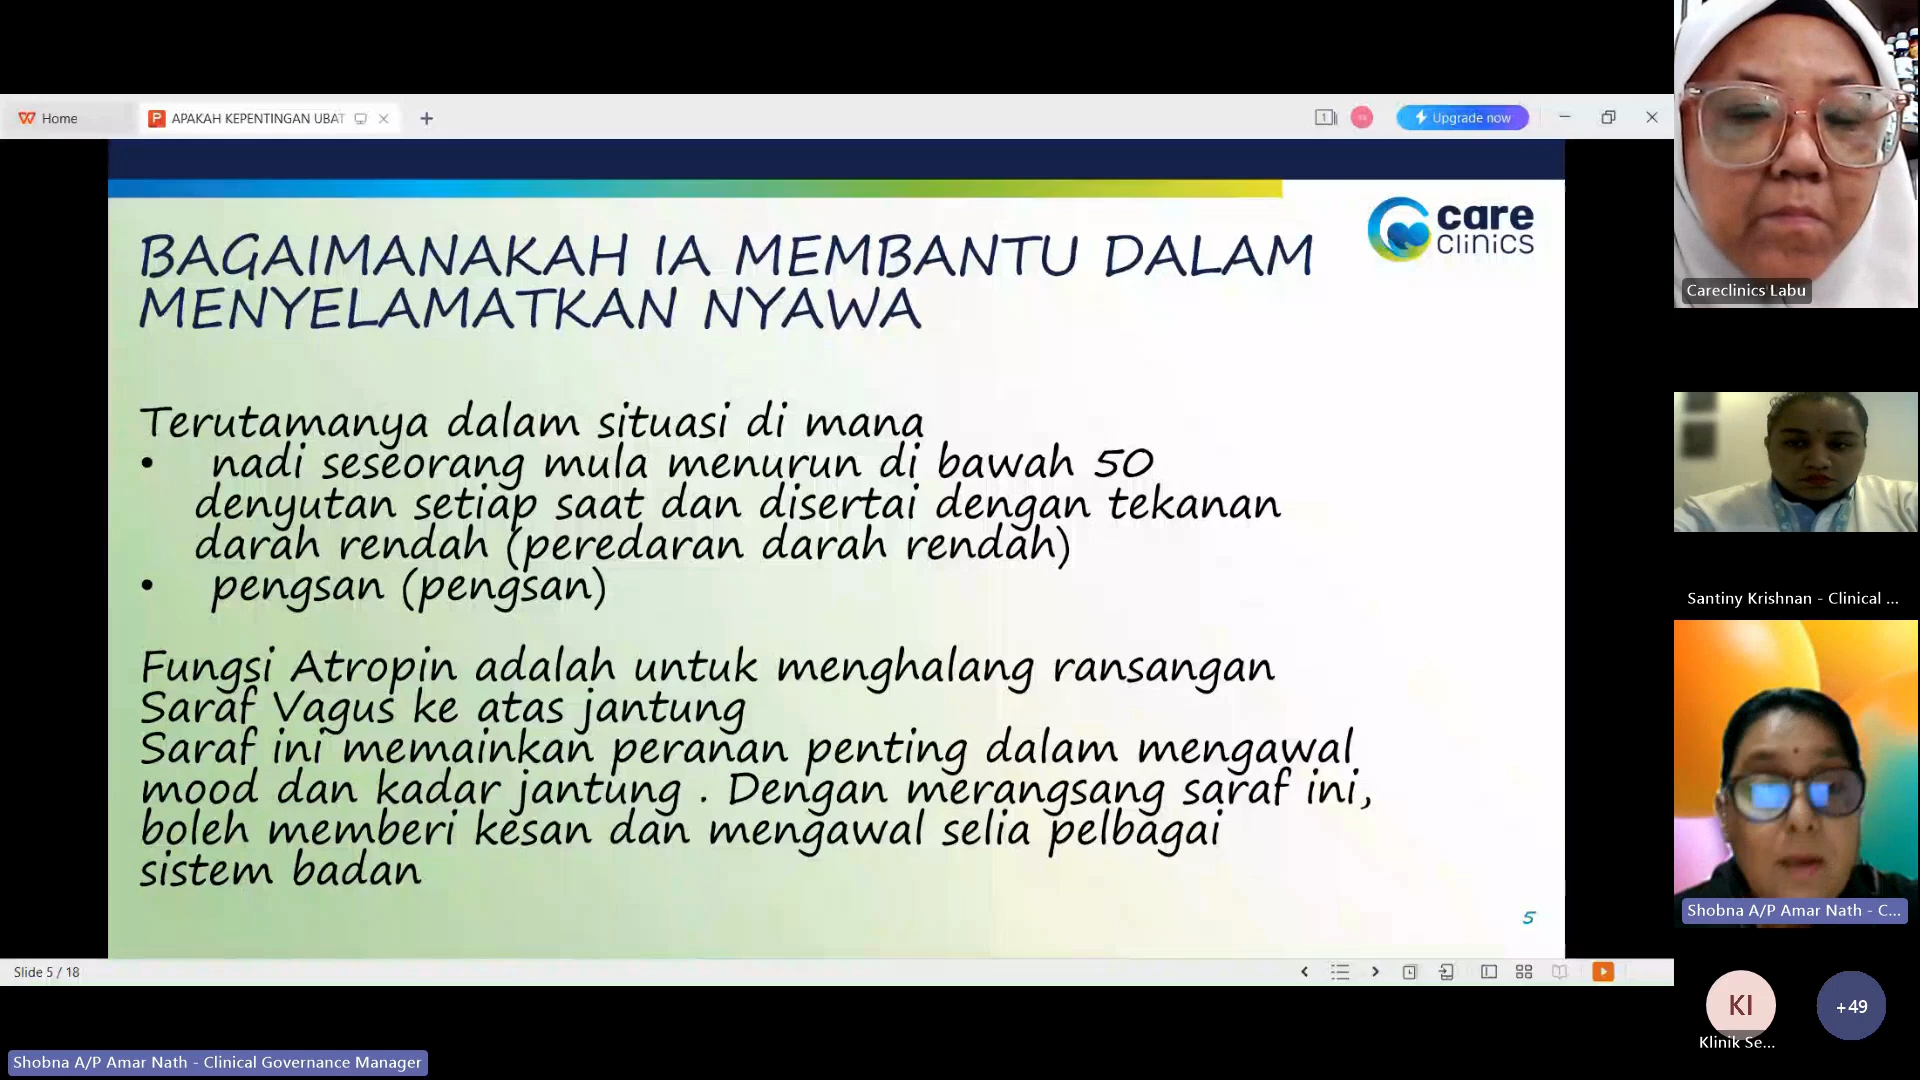 Home
APAKAH KEPENTINGAN UBAT
1
Upgrade now
care
clinics
BAGAIMANAKAH IA MEMBANTU DALAM
MENYELAMATKAN NYAWA
Terutamanya dalam situasi di mana
• nadi seseorang mula menurun di bawah 50
denyutan setiap saat dan disertai dengan tekanan
darah rendah (peredaran darah rendah)
• pengsan (pengsan)
Fungsi Atropin adalah untuk menghalang ransangan
Saraf Vagus ke atas jantung
Saraf ini memainkan peranan penting dalam mengawal
mood dan kadar jantung . Dengan merangsang saraf ini,
boleh memberi kesan dan mengawal selia pelbagai
sistem badan
5
Slide 5 / 18
Careclinics Labu
Santiny Krishnan - Clinical ...
Shobna A/P Amar Nath - C...
KI
Klinik Se...
+49
Shobna A/P Amar Nath - Clinical Governance Manager